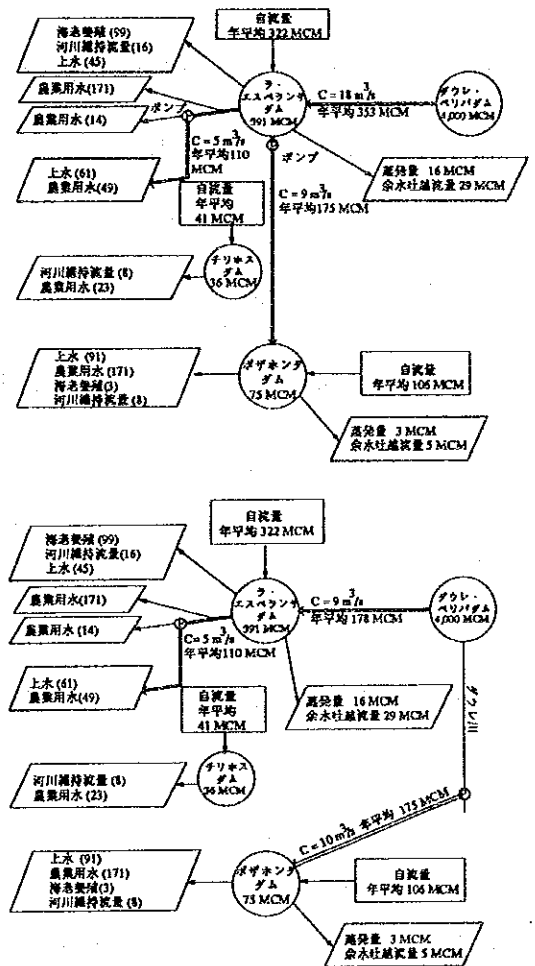 自流量
年平均 322 MCM
海老養殖 (99)
河川維持流量(16)
上水 (45)
農業用水(171)
農業用水 (14)
ポンプ
ラ・
エスペランサ
ダム
391 MCM
C = 18 m³/s
年平均 353 MCM
ダウレ・
ペリパダム
4,000 MCM
C = 5 m³/s
年平均110
MCM
ポンプ
上水 (61)
農業用水(49)
自流量
年平均
41 MCM
C = 9 m³/s
年平均175 MCM
蒸発量 16 MCM
余水吐越流量 29 MCM
河川維持流量 (8)
農業用水 (23)
チリホス
ダム
36 MCM
上水 (91)
農業用水 (171)
海老養殖 (3)
河川維持流量 (8)
ポザホンダ
ダム
75 MCM
自流量
年平均 106 MCM
蒸発量 3 MCM
余水吐越流量 5 MCM
自流量
年平均 322 MCM
海老養殖 (99)
河川維持流量 (16)
上水 (45)
農業用水(171)
農業用水 (14)
ラ・
エスペランサ
ダム
391 MCM
C = 9 m³/s
年平均 178 MCM
ダウレ・
ペリパダム
4,000 MCM
C = 5 m³/s
年平均110 MCM
上水 (61)
農業用水(49)
自流量
年平均
41 MCM
蒸発量 16 MCM
余水吐越流量 29 MCM
ダウレ川
河川維持流量 (8)
農業用水 (23)
チリホス
ダム
36 MCM
C = 10 m³/s 年平均 175 MCM
上水 (91)
農業用水 (171)
海老養殖 (3)
河川維持流量 (8)
ポザホンダ
ダム
75 MCM
自流量
年平均 106 MCM
蒸発量 3 MCM
余水吐越流量 5 MCM